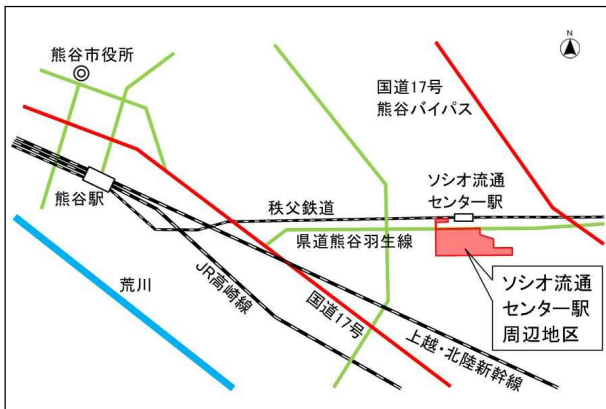 熊谷市役所
N
国道17号
熊谷バイパス
ソシオ流通
センター駅
秩父鉄道
熊谷駅
県道熊谷羽生線
荒川
JR高崎線
国道17号
上越・北陸新幹線
ソシオ流通
センター駅
周辺地区